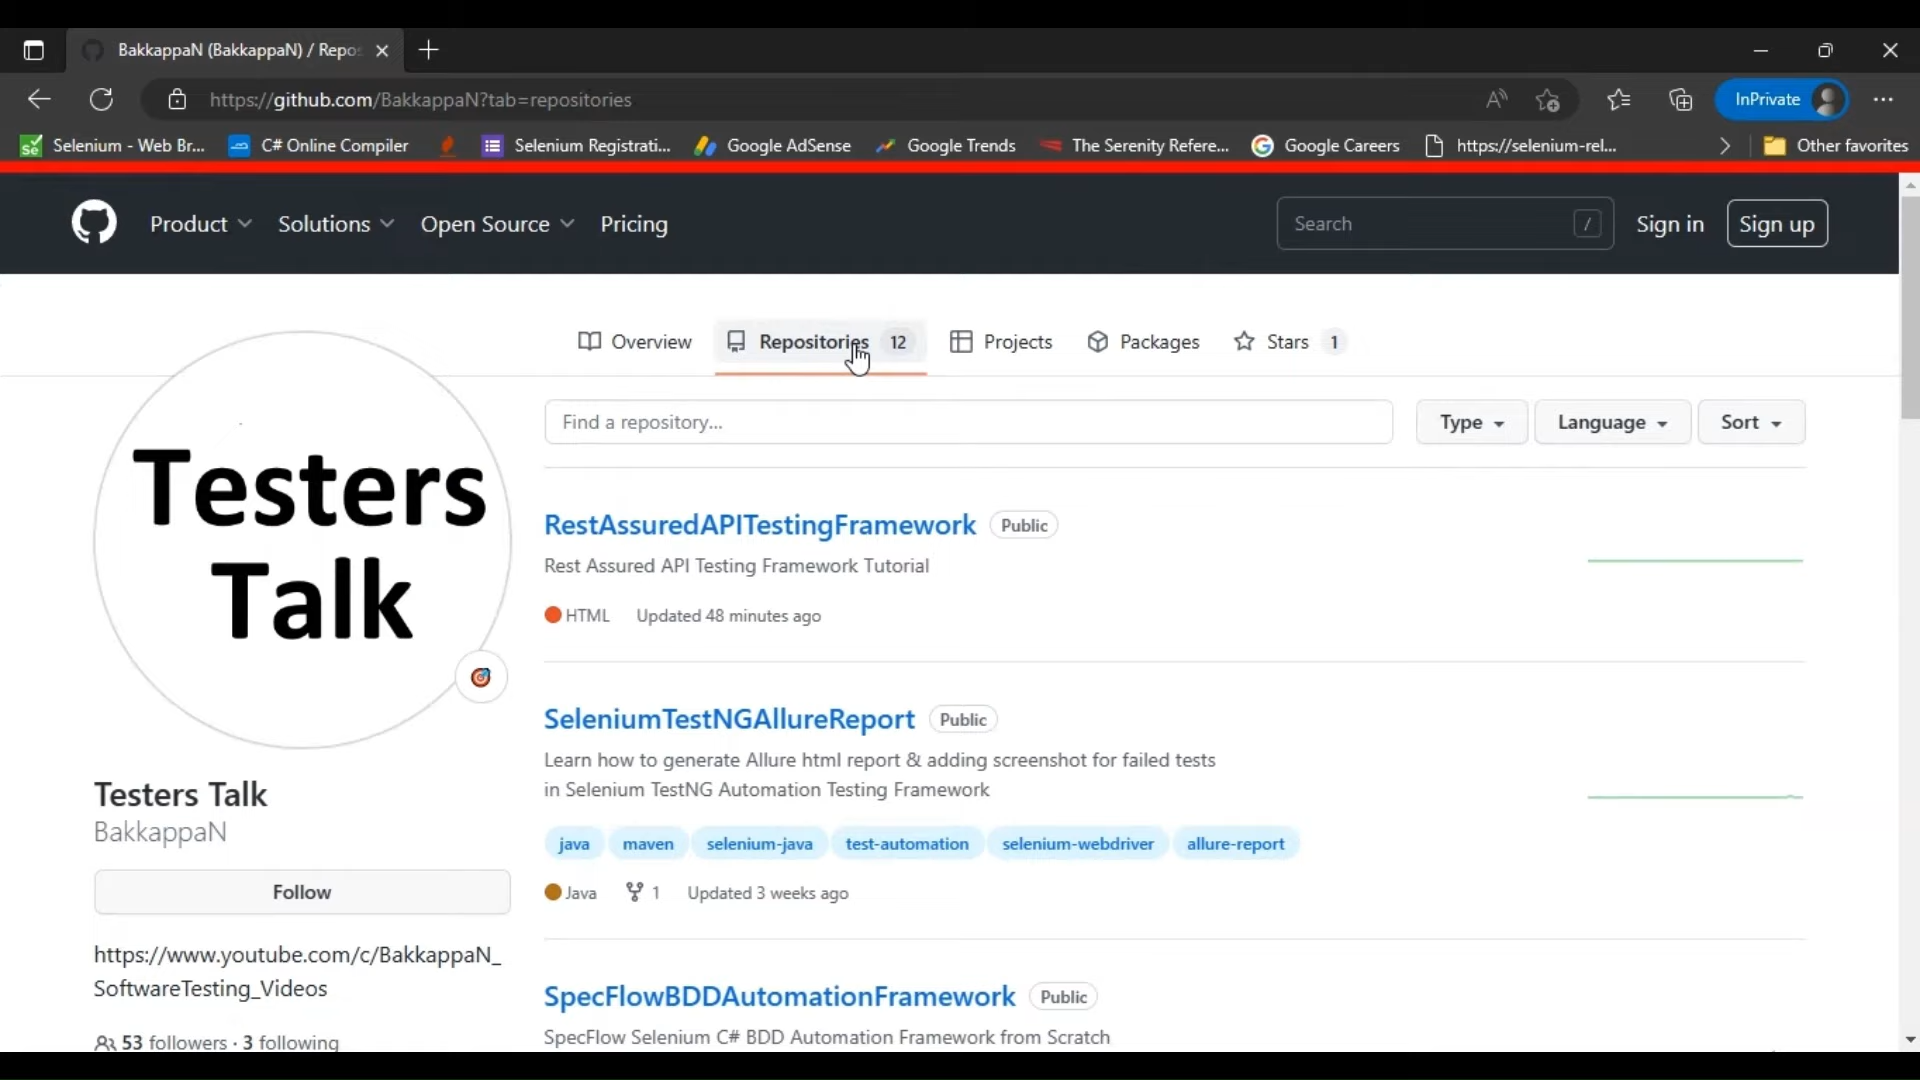 BakkappaN (BakkappaN) / Repos
https://github.com/BakkappaN?tab=repositories
InPrivate
Selenium - Web Br...
C# Online Compiler
Selenium Registrati...
Google AdSense
Google Trends
The Serenity Refere...
Google Careers
https://selenium-rel...
Other favorites
Product
Solutions
Open Source
Pricing
Search /
Sign in
Sign up
Overview
Repositories 12
Projects
Packages
Stars 1
Testers
Talk
Testers Talk
BakkappaN
Follow
https://www.youtube.com/c/BakkappaN_
SoftwareTesting_Videos
53 followers · 3 following
Find a repository...
Type
Language
Sort
RestAssuredAPITestingFramework Public
Rest Assured API Testing Framework Tutorial
HTML Updated 48 minutes ago
SeleniumTestNGAllureReport Public
Learn how to generate Allure html report & adding screenshot for failed tests
in Selenium TestNG Automation Testing Framework
java maven selenium-java test-automation selenium-webdriver allure-report
Java 1 Updated 3 weeks ago
SpecFlowBDDAutomationFramework Public
SpecFlow Selenium C# BDD Automation Framework from Scratch